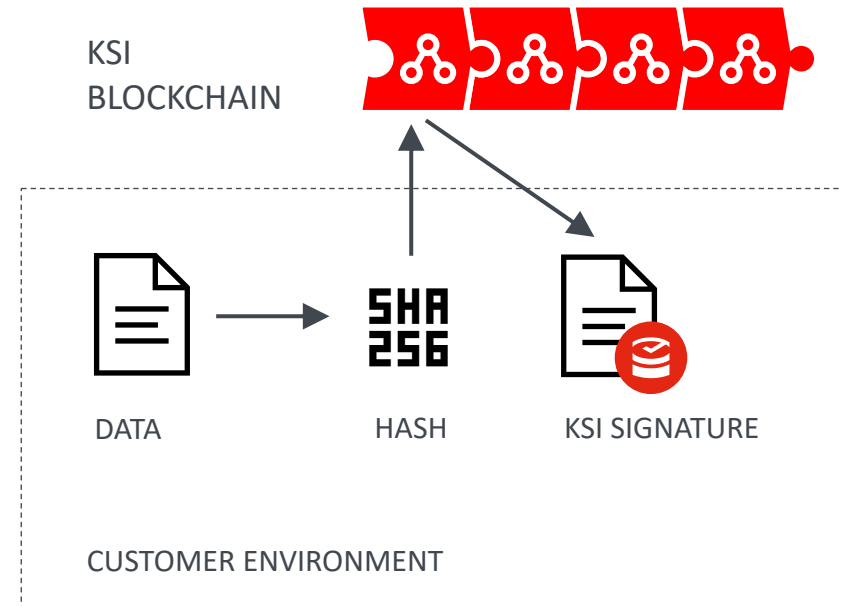 KSI
BLOCKCHAIN
SHA
256
DATA
HASH
KSI SIGNATURE
CUSTOMER ENVIRONMENT